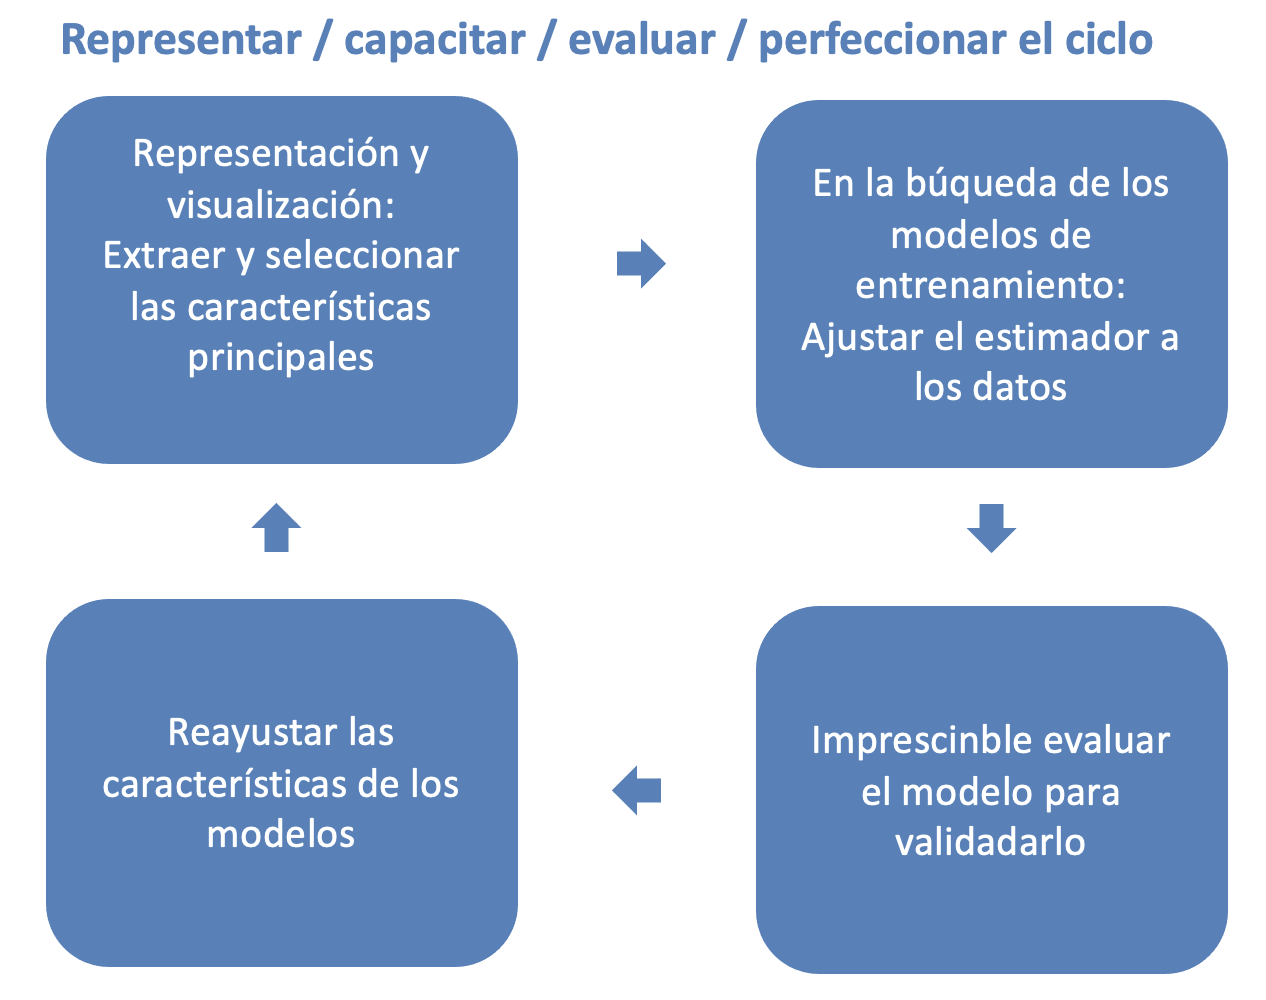 Representar / capacitar / evaluar / perfeccionar el ciclo
Representación y
visualización:
Extraer y seleccionar
las características
principales
En la búqueda de los
modelos de
entrenamiento:
Ajustar el estimador a
los datos
Reayustar las
características de los
modelos
Imprescinble evaluar
el modelo para
validadarlo